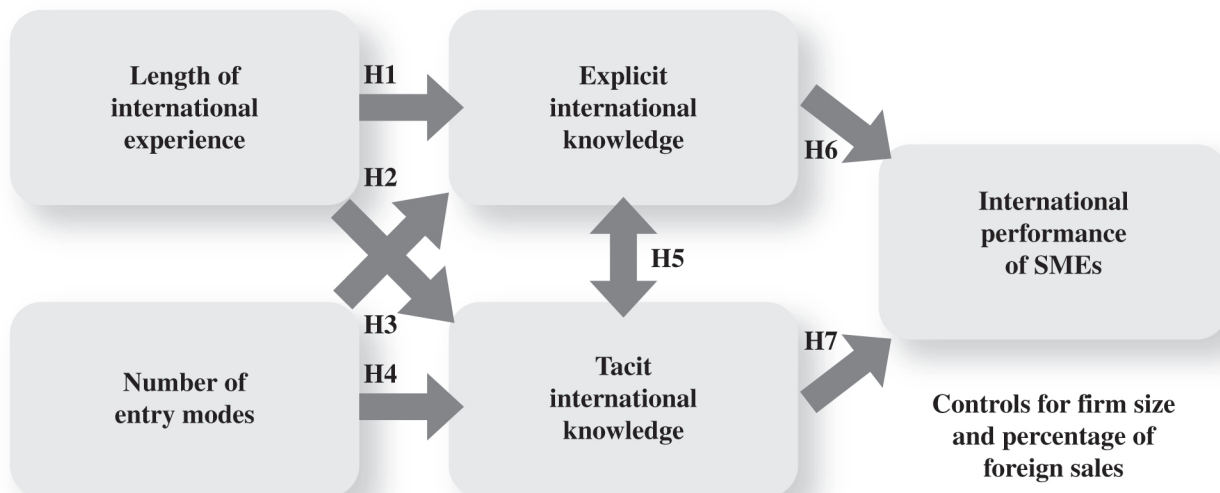 Length of
international
experience
H1
Explicit
international
knowledge
H2
H6
International
performance
of SMEs
H5
H3
Number of
entry modes
H4
Tacit
international
knowledge
H7
Controls for firm size
and percentage of
foreign sales